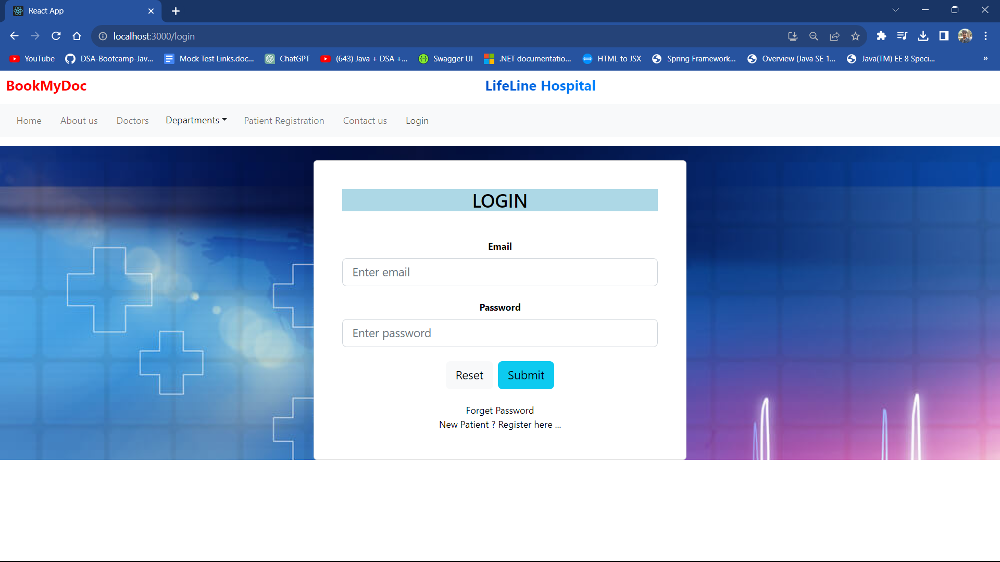 React App
localhost:3000/login
YouTube DSA-Bootcamp-Jav... Mock Test Links.doc... ChatGPT (643) Java + DSA +... Swagger UI .NET documentatio... HTML to JSX Spring Framework... Overview (Java SE 1... Java(TM) EE 8 Speci... »
BookMyDoc LifeLine Hospital
Home About us Doctors Departments Patient Registration Contact us Login
LOGIN
Email
Enter email
Password
Enter password
Reset Submit
Forget Password
New Patient ? Register here ...